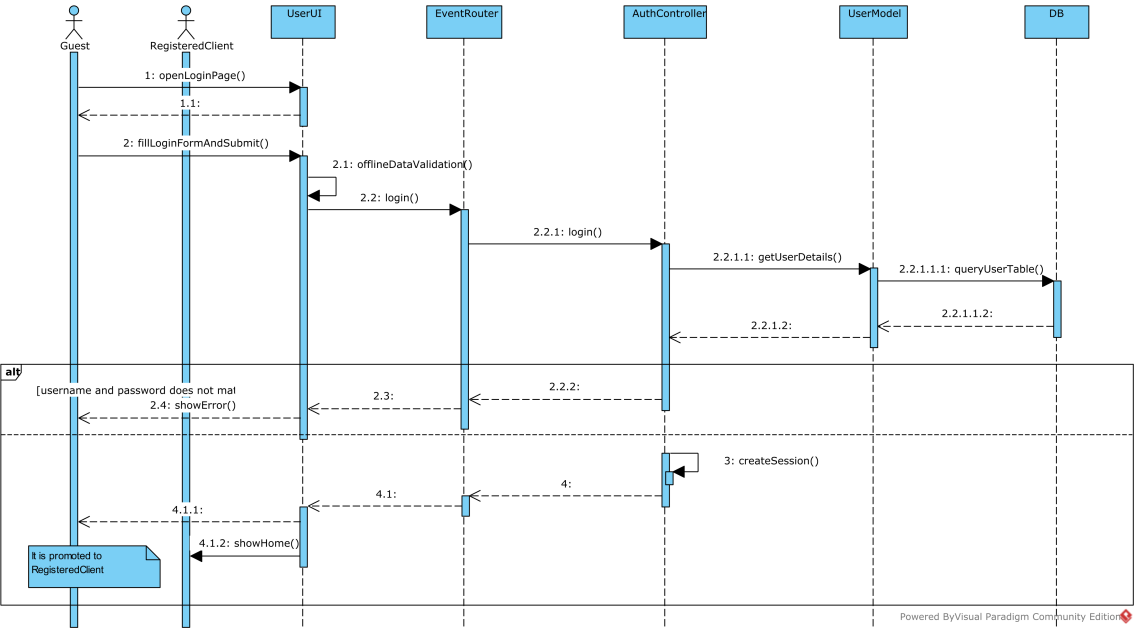 UserUI
EventRouter
AuthController
UserModel
DB
Guest
RegisteredClient
1: openLoginPage()
1.1:
2: fillLoginFormAndSubmit()
2.1: offlineDataValidation()
2.2: login()
2.2.1: login()
2.2.1.1: getUserDetails()
2.2.1.1.1: queryUserTable()
2.2.1.1.2:
2.2.1.2:
alt
[username and password does not mat
2.2.2:
2.3:
2.4: showError()
3: createSession()
4:
4.1:
4.1.1:
4.1.2: showHome()
It is promoted to
RegisteredClient
Powered ByVisual Paradigm Community Edition